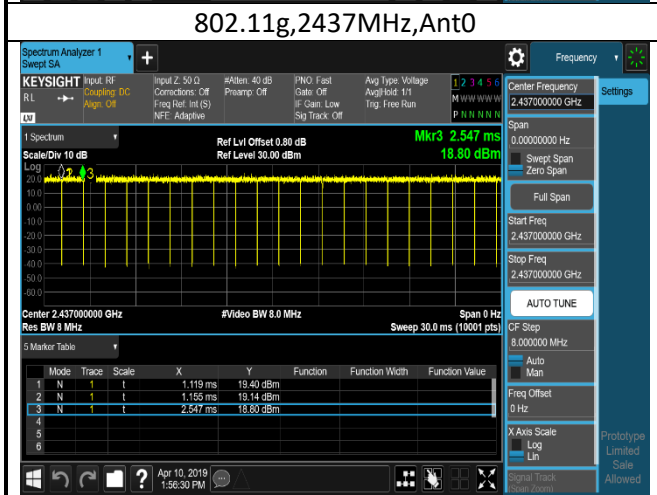 802.11g,2437MHz,Ant0
Spectrum Analyzer 1
Swept SA
Frequency
KEYSIGHT
RL
Input: RF
Coupling: DC
Align: Off
Input Z: 50 Ω
Corrections: Off
Freq Ref: Int (S)
NFE: Adaptive
#Atten: 40 dB
Preamp: Off
PNO: Fast
Gate: Off
IF Gain: Low
Sig Track: Off
Avg Type: Voltage
Avg|Hold: 1/1
Trig: Free Run
1 2 3 4 5 6
M W W W W W
P N N N N N
LV
1 Spectrum
Scale/Div 10 dB
Ref Lvl Offset 0.80 dB
Ref Level 30.00 dBm
Mkr3 2.547 ms
18.80 dBm
Log
20.0
10.0
0.00
-10.0
-20.0
-30.0
-40.0
-50.0
-60.0
2
3
Center 2.437000000 GHz
Res BW 8 MHz
#Video BW 8.0 MHz
Span 0 Hz
Sweep 30.0 ms (10001 pts)
5 Marker Table
Mode Trace Scale X Y Function Function Width Function Value
1 N 1 t 1.119 ms 19.40 dBm
2 N 1 t 1.155 ms 19.14 dBm
3 N 1 t 2.547 ms 18.80 dBm
4
5
6
Apr 10, 2019
1:56:30 PM
Center Frequency
2.437000000 GHz
Settings
Span
0.00000000 Hz
Swept Span
Zero Span
Full Span
Start Freq
2.437000000 GHz
Stop Freq
2.437000000 GHz
AUTO TUNE
CF Step
8.000000 MHz
Auto
Man
Freq Offset
0 Hz
X Axis Scale
Log
Lin
Signal Track
(Span Zoom)
Prototype
Limited
Sale
Allowed